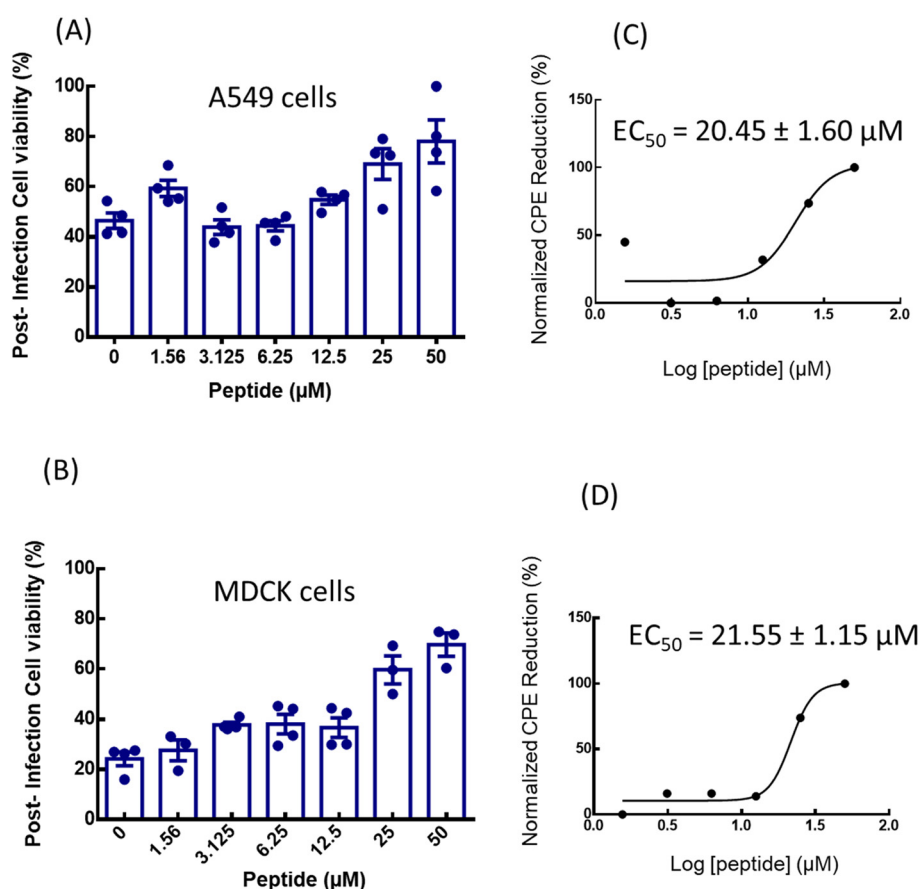 (A)
A549 cells
Post- Infection Cell viability (%)
100
80
60
40
20
0
0 1.56 3.125 6.25 12.5 25 50
Peptide (µM)
(C)
EC50 = 20.45 ± 1.60 µM
Normalized CPE Reduction (%)
150
100
50
0
0.0 0.5 1.0 1.5 2.0
Log [peptide] (µM)
(B)
MDCK cells
Post- Infection Cell viability (%)
100
80
60
40
20
0
0 1.56 3.125 6.25 12.5 25 50
Peptide (µM)
(D)
EC50 = 21.55 ± 1.15 µM
Normalized CPE Reduction (%)
150
100
50
0
0.0 0.5 1.0 1.5 2.0
Log [peptide] (µM)